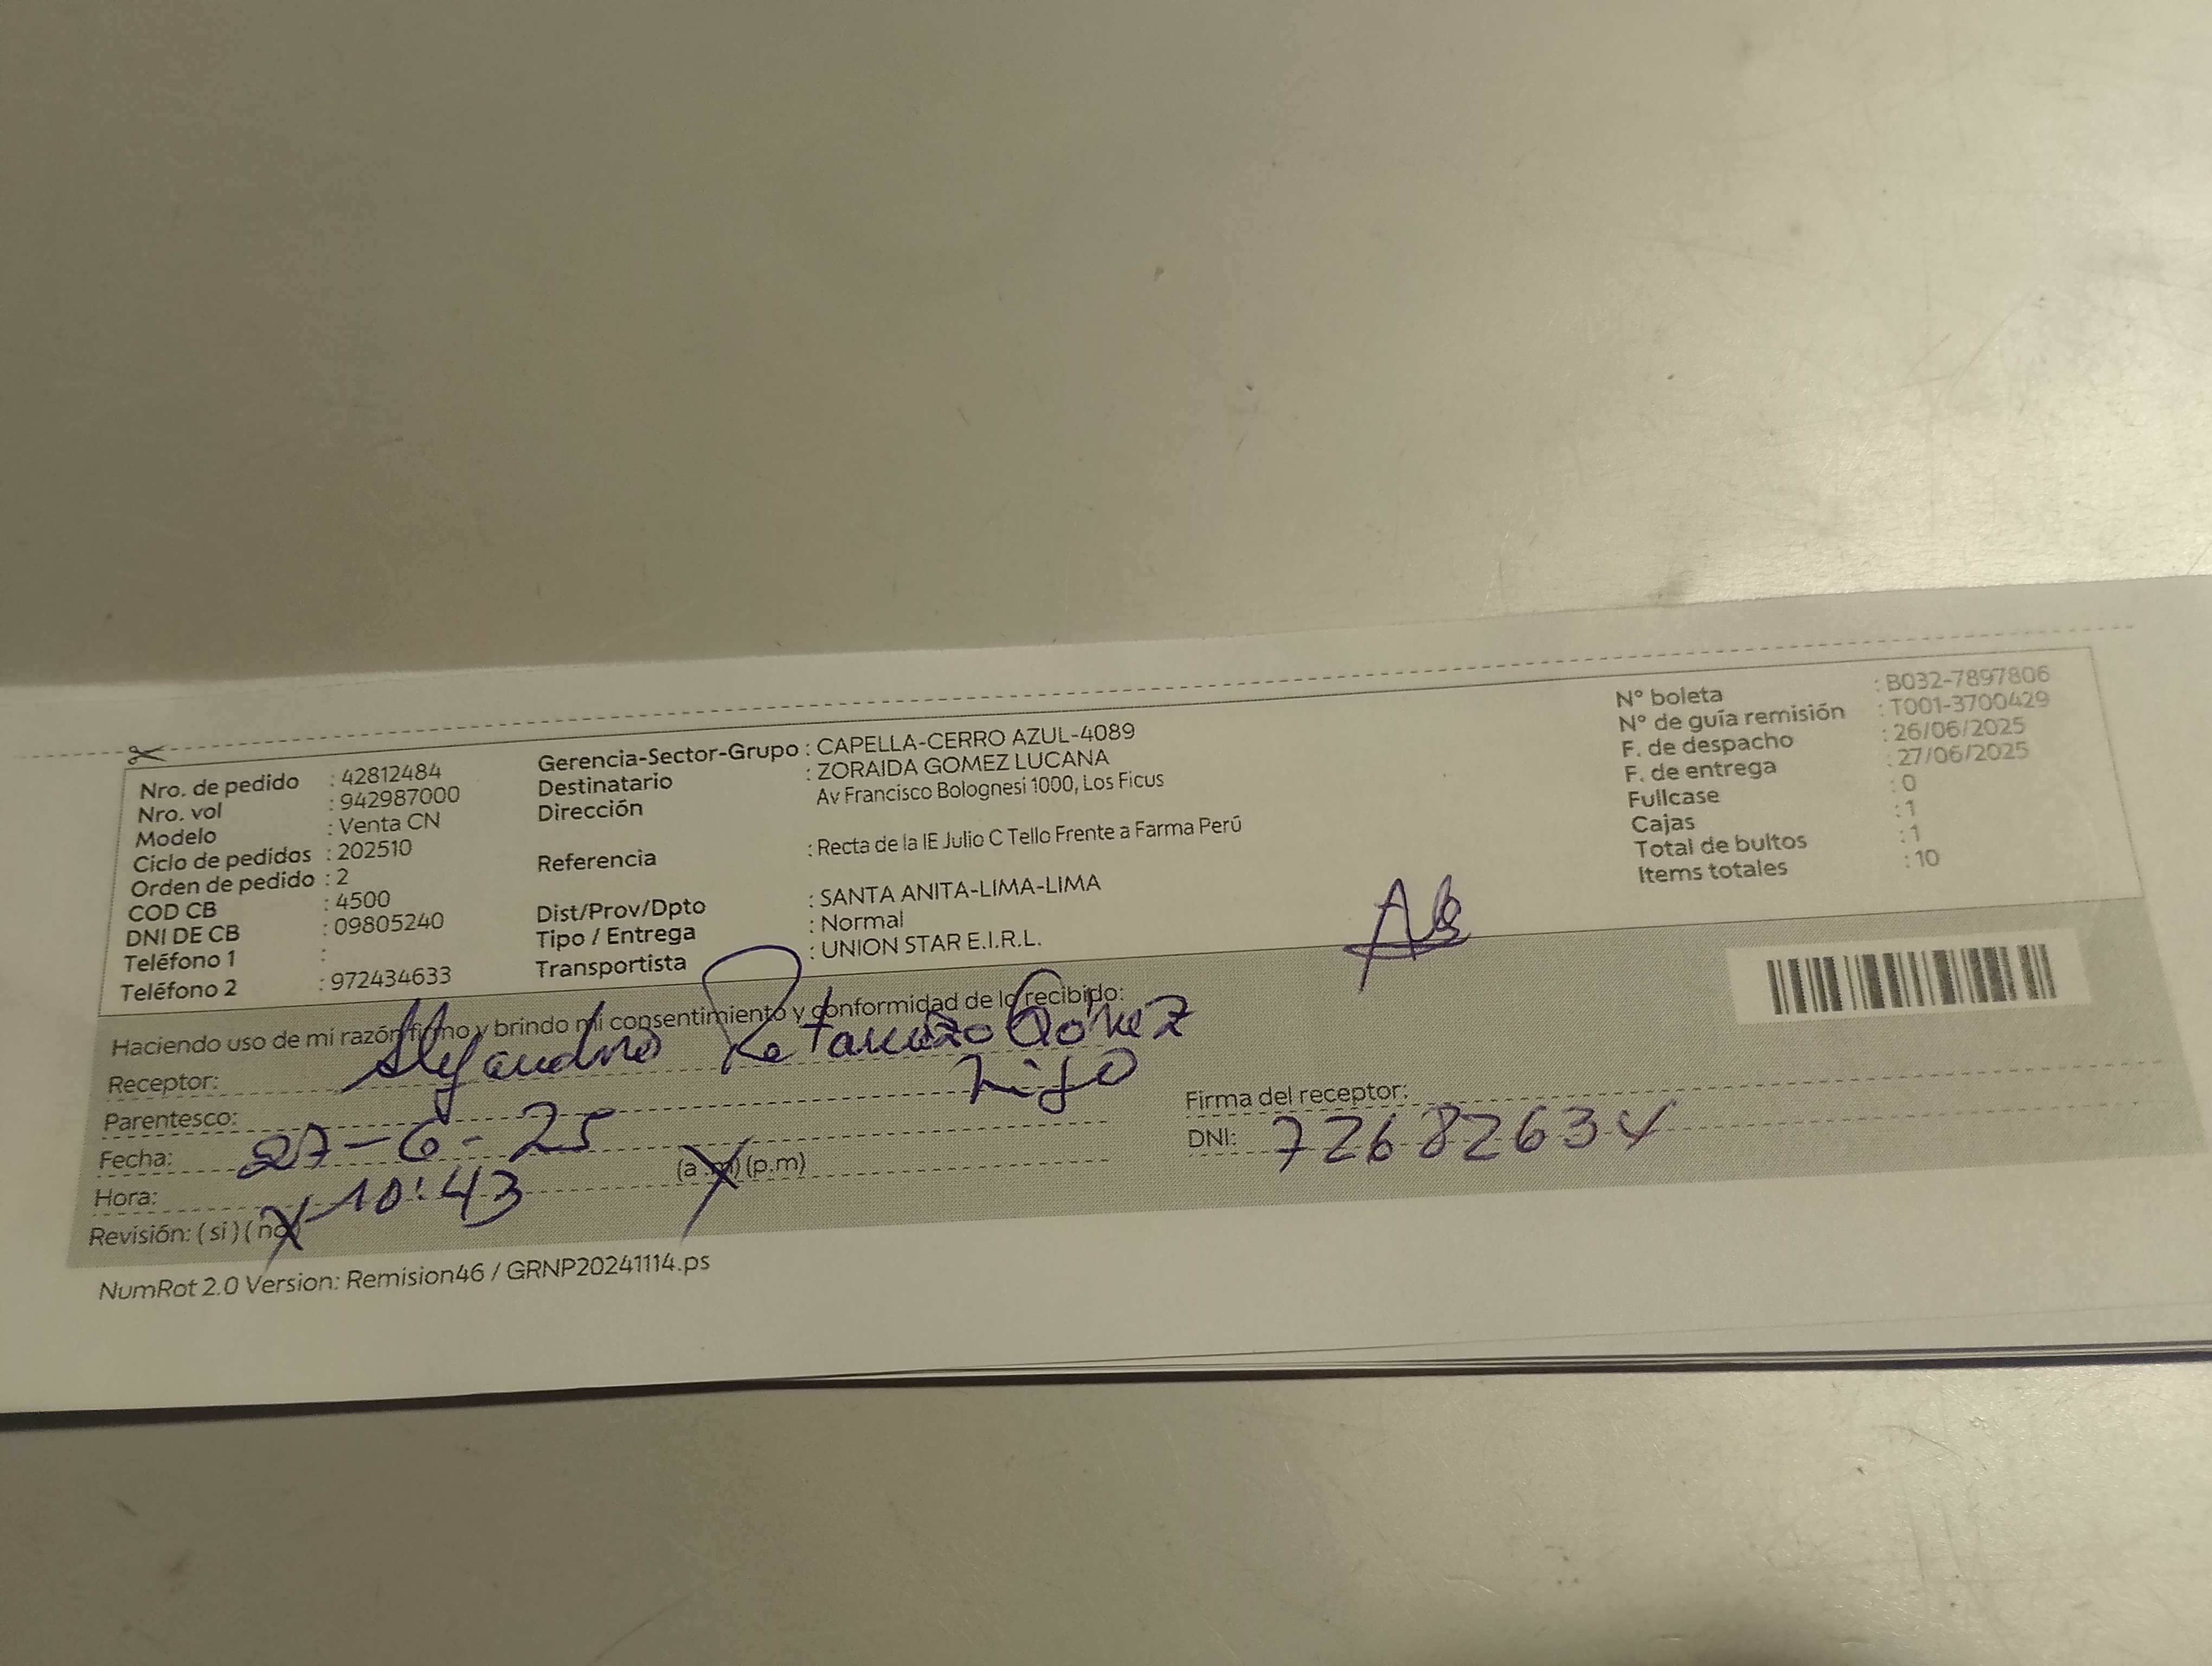 Nro. de pedido : 42812484
Nro. vol : 942987000
Modelo : Venta CN
Ciclo de pedidos : 202510
Orden de pedido : 2
COD CB : 4500
DNI DE CB : 09805240
Teléfono 1 :
Teléfono 2 : 972434633
Gerencia-Sector-Grupo : CAPELLA-CERRO AZUL-4089
Destinatario : ZORAIDA GOMEZ LUCANA
Dirección Av Francisco Bolognesi 1000, Los Ficus
Referencia : Recta de la IE Julio C Tello Frente a Farma Perú
Dist/Prov/Dpto : SANTA ANITA-LIMA-LIMA
Tipo / Entrega : Normal
Transportista : UNION STAR E.I.R.L.
N° boleta : B032-7897806
N° de guía remisión : T001-3700429
F. de despacho : 26/06/2025
F. de entrega : 27/06/2025
Fullcase : 0
Cajas : 1
Total de bultos : 1
Items totales : 10
Haciendo uso de mi razón firmo y brindo mi consentimiento y conformidad de lo recibido:
Receptor: Alejandro Gómez
Parentesco: hijo
Fecha: 27-6-25
Hora: 10:43 (a.m) (p.m)
Revisión: (si) (no)
Firma del receptor:
DNI: 72682634
NumRot 2.0 Version: Remision46 / GRNP20241114.ps